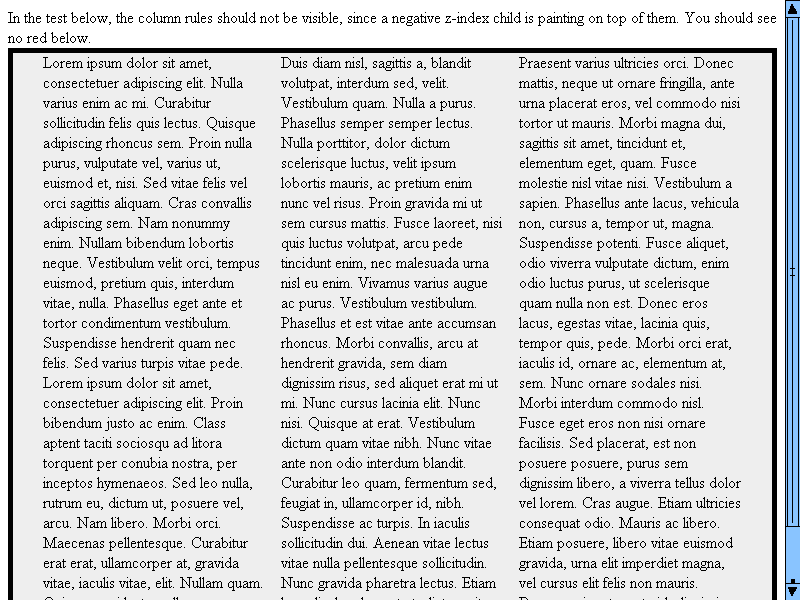 In the test below, the column rules should not be visible, since a negative z-index child is painting on top of them. You should see
no red below.
Lorem ipsum dolor sit amet,
consectetuer adipiscing elit. Nulla
varius enim ac mi. Curabitur
sollicitudin felis quis lectus. Quisque
adipiscing rhoncus sem. Proin nulla
purus, vulputate vel, varius ut,
euismod et, nisi. Sed vitae felis vel
orci sagittis aliquam. Cras convallis
adipiscing sem. Nam nonummy
enim. Nullam bibendum lobortis
neque. Vestibulum velit orci, tempus
euismod, pretium quis, interdum
vitae, nulla. Phasellus eget ante et
tortor condimentum vestibulum.
Suspendisse hendrerit quam nec
felis. Sed varius turpis vitae pede.
Lorem ipsum dolor sit amet,
consectetuer adipiscing elit. Proin
bibendum justo ac enim. Class
aptent taciti sociosqu ad litora
torquent per conubia nostra, per
inceptos hymenaeos. Sed leo nulla,
rutrum eu, dictum ut, posuere vel,
arcu. Nam libero. Morbi orci.
Maecenas pellentesque. Curabitur
erat erat, ullamcorper at, gravida
vitae, iaculis vitae, elit. Nullam quam.
Duis diam nisl, sagittis a, blandit
volutpat, interdum sed, velit.
Vestibulum quam. Nulla a purus.
Phasellus semper semper lectus.
Nulla porttitor, dolor dictum
scelerisque luctus, velit ipsum
lobortis mauris, ac pretium enim
nunc vel risus. Proin gravida mi ut
sem cursus mattis. Fusce laoreet, nisi
quis luctus volutpat, arcu pede
tincidunt enim, nec malesuada urna
nisl eu enim. Vivamus varius augue
ac purus. Vestibulum vestibulum.
Phasellus et est vitae ante accumsan
rhoncus. Morbi convallis, arcu at
hendrerit gravida, sem diam
dignissim risus, sed aliquet erat mi ut
mi. Nunc cursus lacinia elit. Nunc
nisi. Quisque at erat. Vestibulum
dictum quam vitae nibh. Nunc vitae
ante non odio interdum blandit.
Curabitur leo quam, fermentum sed,
feugiat in, ullamcorper id, nibh.
Suspendisse ac turpis. In iaculis
sollicitudin dui. Aenean vitae lectus
vitae nulla pellentesque sollicitudin.
Nunc gravida pharetra lectus. Etiam
Praesent varius ultricies orci. Donec
mattis, neque ut ornare fringilla, ante
urna placerat eros, vel commodo nisi
tortor ut mauris. Morbi magna dui,
sagittis sit amet, tincidunt et,
elementum eget, quam. Fusce
molestie nisl vitae nisi. Vestibulum a
sapien. Phasellus ante lacus, vehicula
non, cursus a, tempor ut, magna.
Suspendisse potenti. Fusce aliquet,
odio viverra vulputate dictum, enim
odio luctus purus, ut scelerisque
quam nulla non est. Donec eros
lacus, egestas vitae, lacinia quis,
tempor quis, pede. Morbi orci erat,
iaculis id, ornare ac, elementum at,
sem. Nunc ornare sodales nisi.
Morbi interdum commodo nisl.
Fusce eget eros non nisi ornare
facilisis. Sed placerat, est non
posuere posuere, purus sem
dignissim libero, a viverra tellus dolor
vel lorem. Cras augue. Etiam ultricies
consequat odio. Mauris ac libero.
Etiam posuere, libero vitae euismod
gravida, urna elit imperdiet magna,
vel cursus elit felis non mauris.